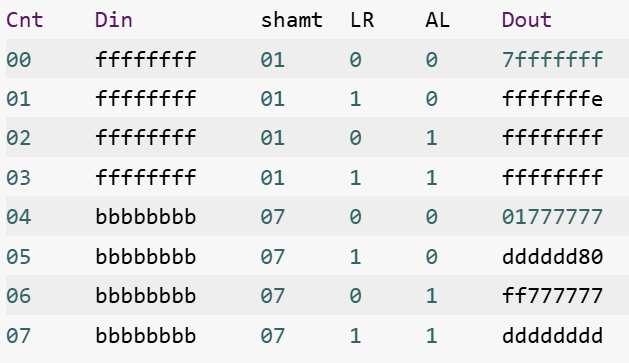 Cnt Din shamt LR AL Dout
00 ffffffff 01 0 0 7fffffff
01 ffffffff 01 1 0 fffffffe
02 ffffffff 01 0 1 ffffffff
03 ffffffff 01 1 1 ffffffff
04 bbbbbbbb 07 0 0 01777777
05 bbbbbbbb 07 1 0 dddddd80
06 bbbbbbbb 07 0 1 ff777777
07 bbbbbbbb 07 1 1 dddddddd